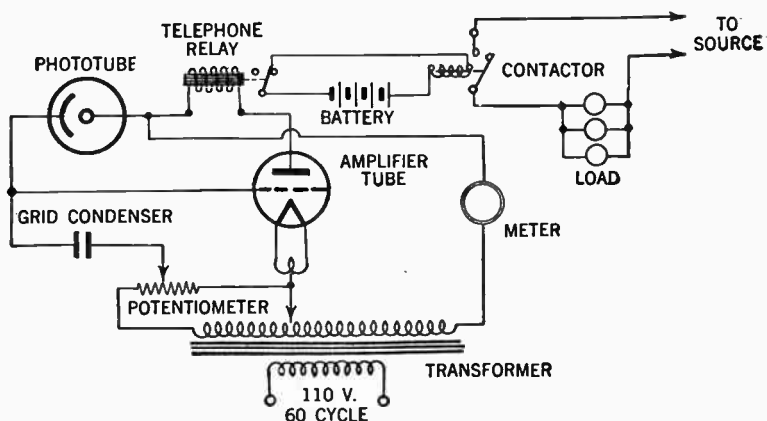 TELEPHONE
RELAY
TO
SOURCE
PHOTOTUBE
CONTACTOR
BATTERY
AMPLIFIER
TUBE
LOAD
GRID CONDENSER
METER
POTENTIOMETER
TRANSFORMER
110 V.
60 CYCLE